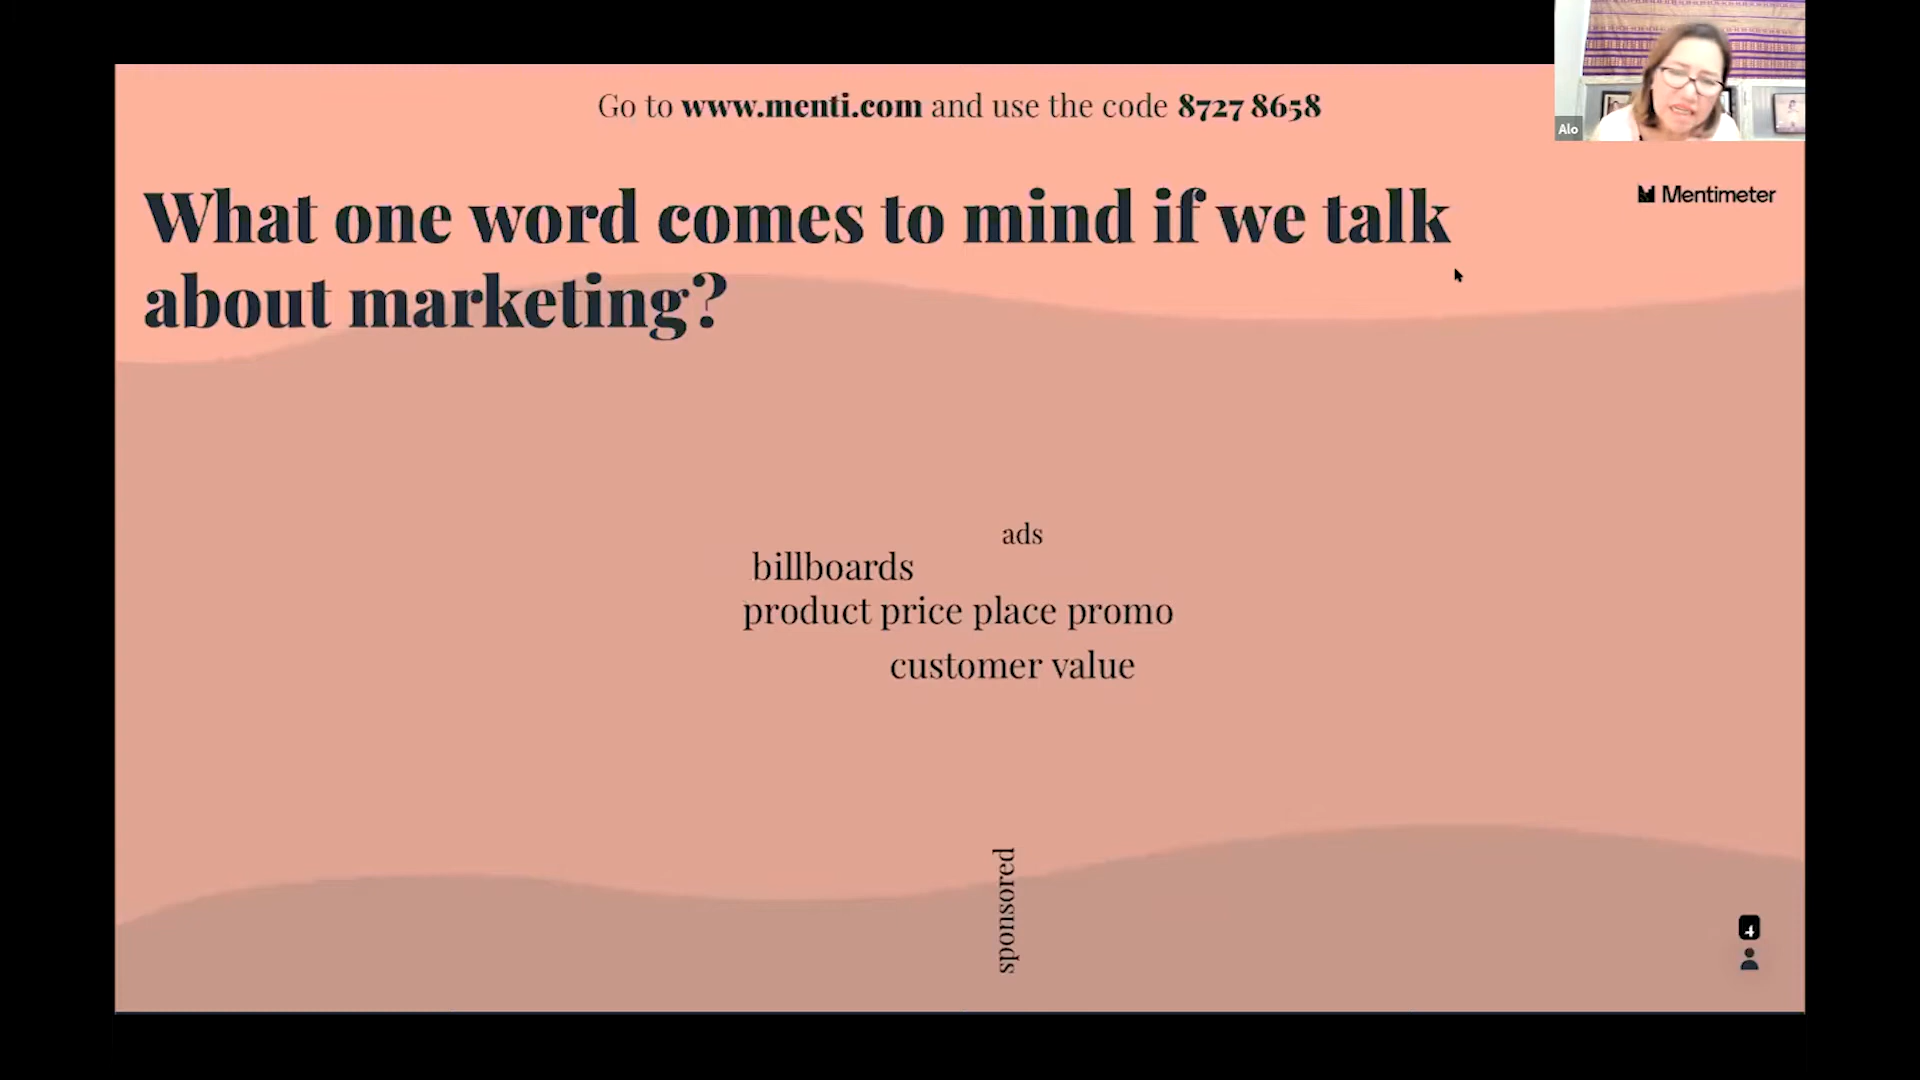 Go to www.menti.com and use the code 8727 8658
Alo
Mentimeter
What one word comes to mind if we talk
about marketing?
ads
billboards
product price place promo
customer value
sponsored
4